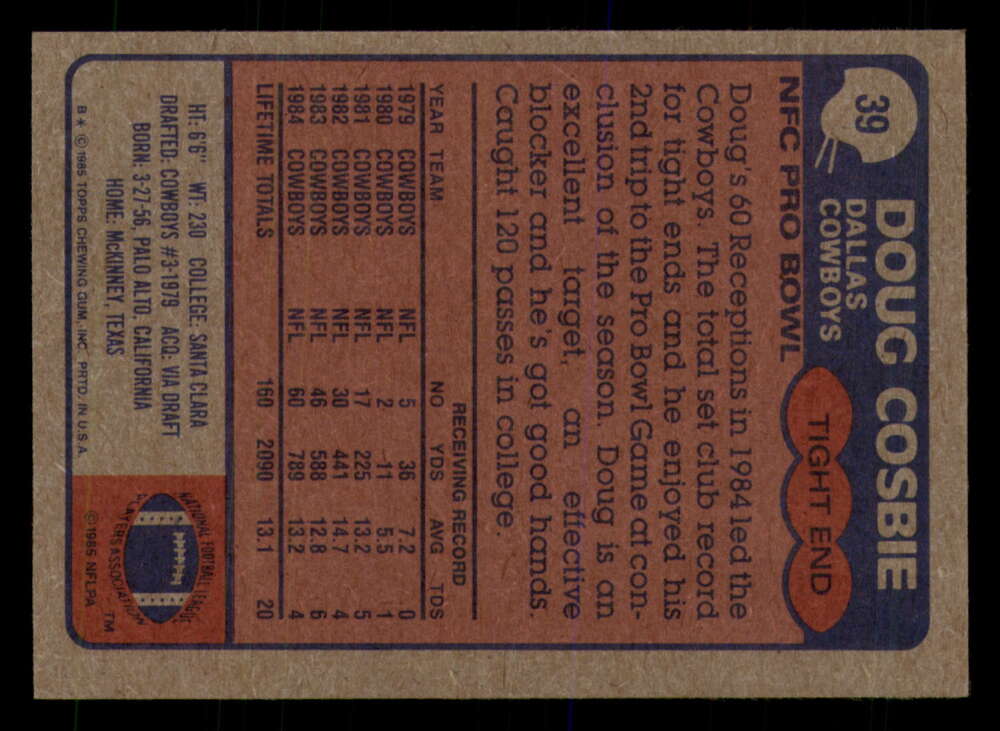 39
DOUG COSBIE
DALLAS
COWBOYS
TIGHT END
NFC PRO BOWL
Doug's 60 Receptions in 1984 led the
Cowboys. The total set club record
for tight ends and he enjoyed his
2nd trip to the Pro Bowl Game at con-
clusion of the season. Doug is an
excellent target, an effective
blocker and he's got good hands.
Caught 120 passes in college.
RECEIVING RECORD
YEAR TEAM NO YDS AVG TDS
1979 COWBOYS NFL 5 36 7.2 0
1980 COWBOYS NFL 2 11 5.5 1
1981 COWBOYS NFL 17 225 13.2 5
1982 COWBOYS NFL 30 441 14.7 4
1983 COWBOYS NFL 46 588 12.8 6
1984 COWBOYS NFL 60 789 13.2 4
LIFETIME TOTALS 160 2090 13.1 20
HT: 6'6" WT: 230 COLLEGE: SANTA CLARA
DRAFTED: COWBOYS #3-1979 ACQ: VIA DRAFT
BORN: 3-27-56, PALO ALTO, CALIFORNIA
HOME: McKINNEY, TEXAS
B* © 1985 TOPPS CHEWING GUM, INC. PRTD. IN U.S.A.
NATIONAL FOOTBALL LEAGUE
PLAYERS ASSOCIATION
NFLPA
TM
© 1985 NFLPA